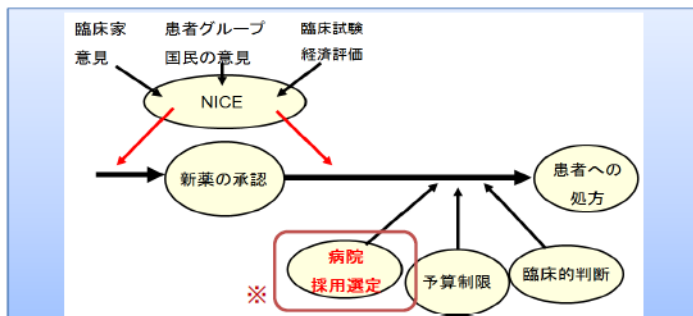 臨床家
意見
患者グループ
国民の意見
臨床試験
経済評価
NICE
新薬の承認
患者への
処方
病院
採用選定
※
予算制限
臨床的判断